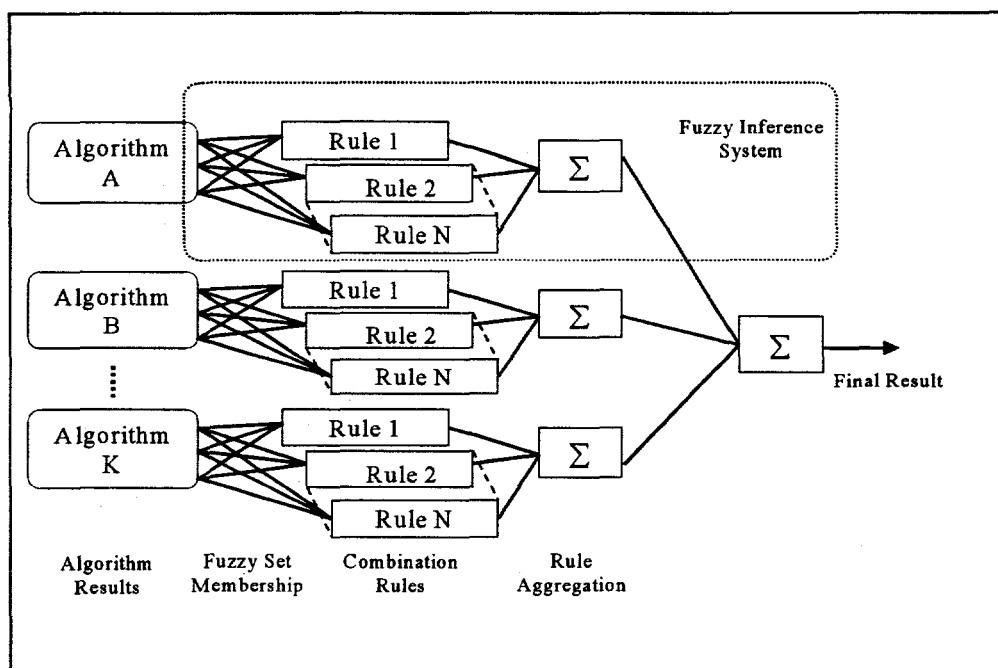 Fuzzy Inference
System
Algorithm
A
Rule 1
Rule 2
Rule N
Σ
Algorithm
B
Rule 1
Rule 2
Rule N
Σ
Σ
Final Result
Algorithm
K
Rule 1
Rule 2
Rule N
Σ
Algorithm
Results
Fuzzy Set
Membership
Combination
Rules
Rule
Aggregation